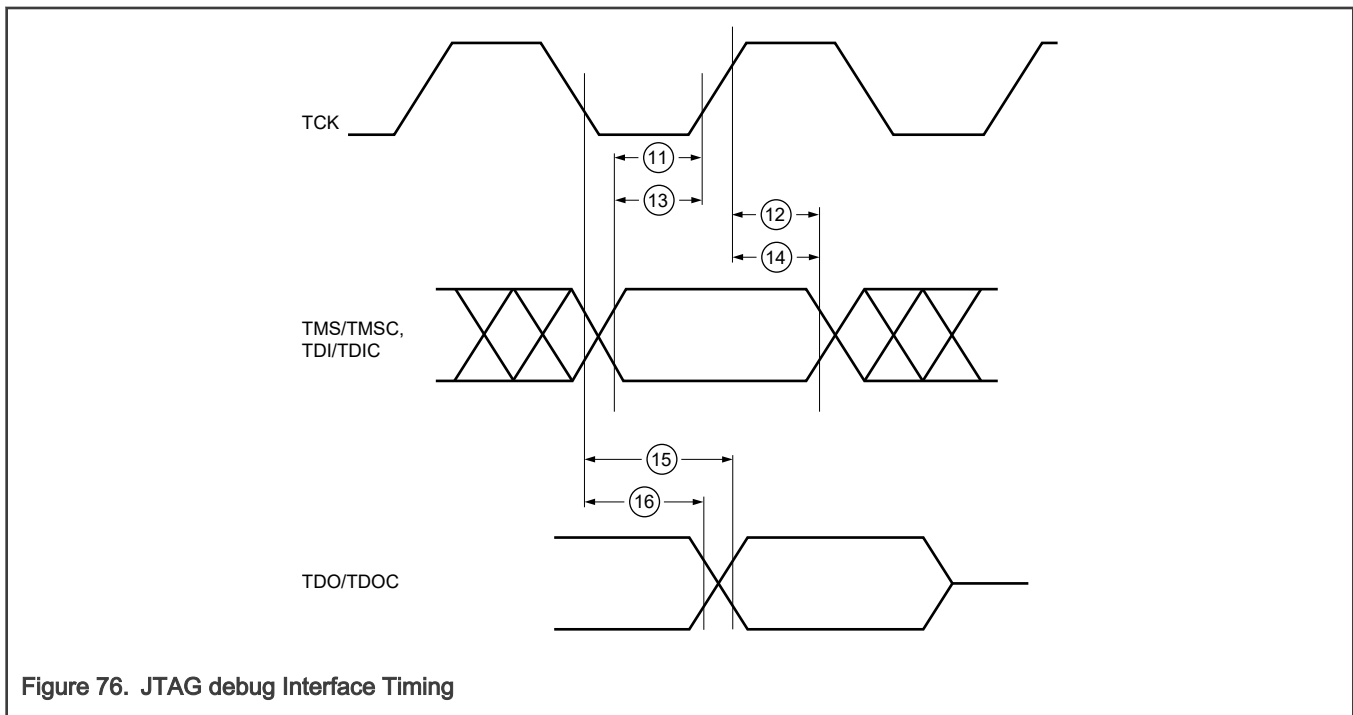 TCK
11
13
12
14
TMS/TMSC,
TDI/TDIC
15
16
TDO/TDOC
Figure 76. JTAG debug Interface Timing